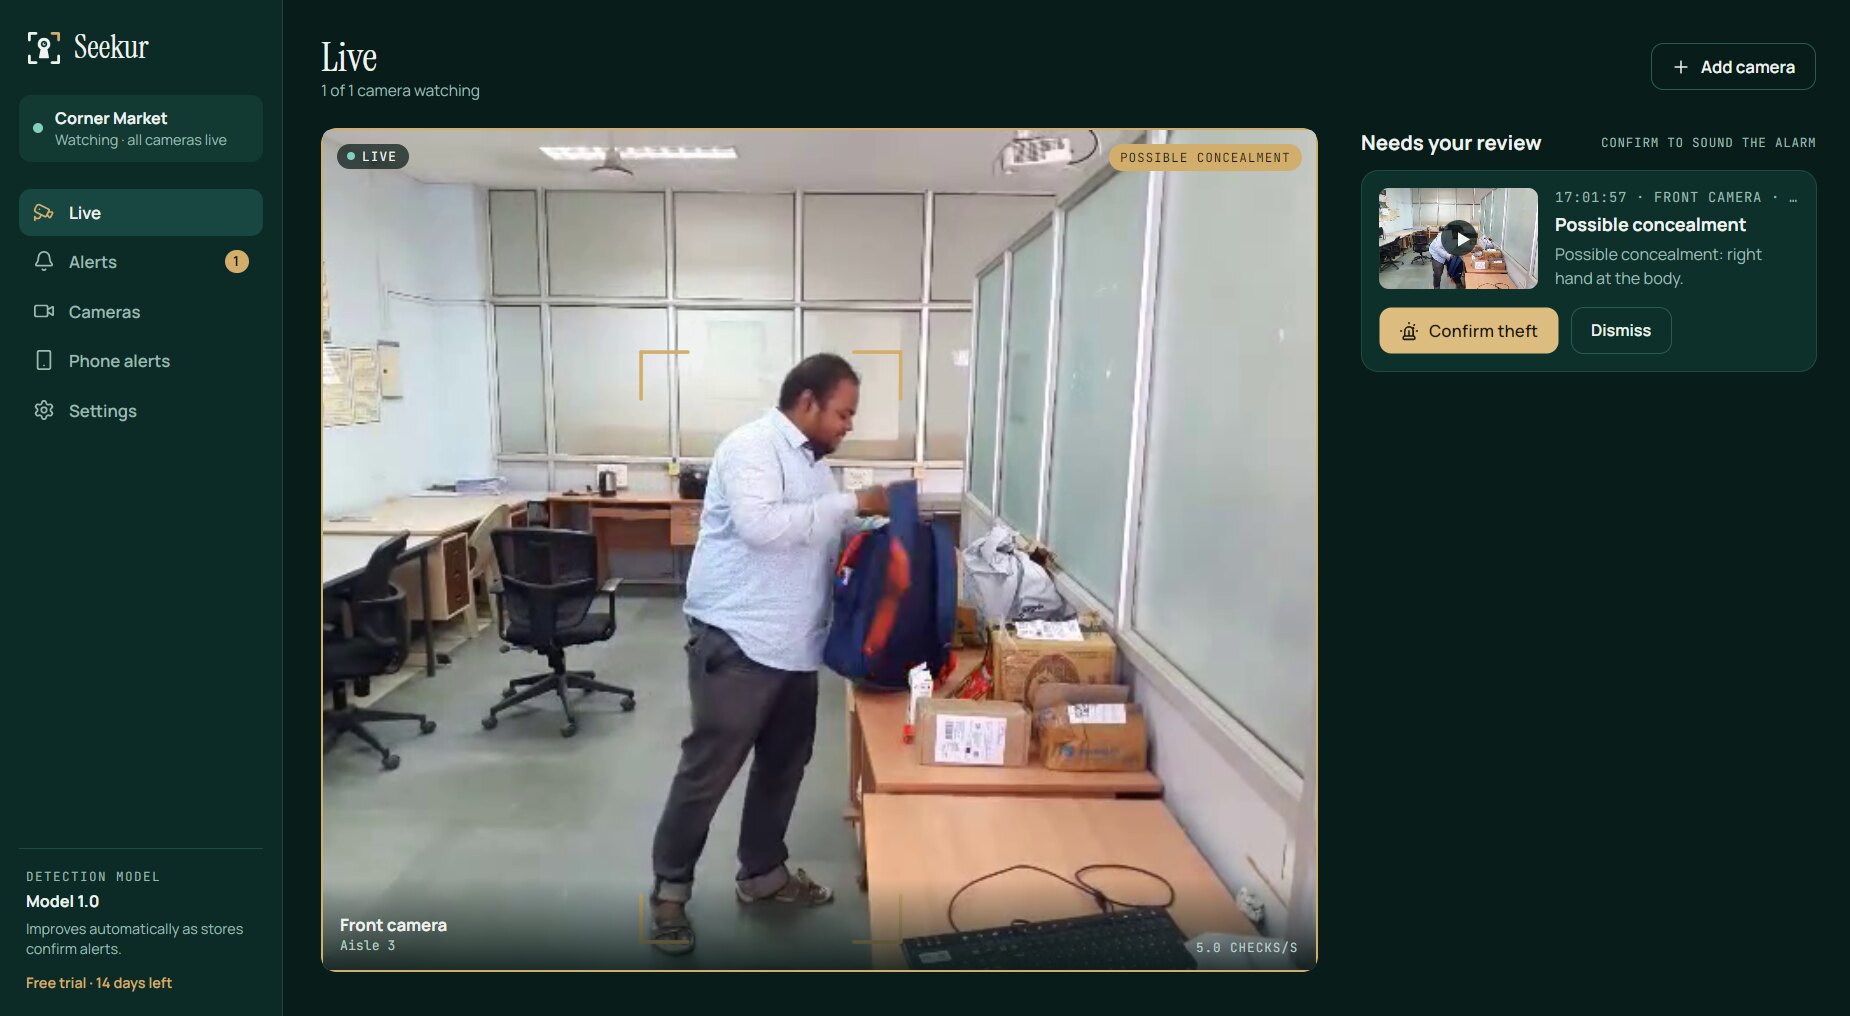 Seekur
Corner Market
Watching · all cameras live
Live
Alerts
1
Cameras
Phone alerts
Settings
DETECTION MODEL
Model 1.0
Improves automatically as stores
confirm alerts.
Free trial · 14 days left
Live
1 of 1 camera watching
Add camera
LIVE
POSSIBLE CONCEALMENT
Front camera
Aisle 3
5.0 CHECKS/S
Needs your review
CONFIRM TO SOUND THE ALARM
17:01:57 · FRONT CAMERA · …
Possible concealment
Possible concealment: right
hand at the body.
Confirm theft
Dismiss